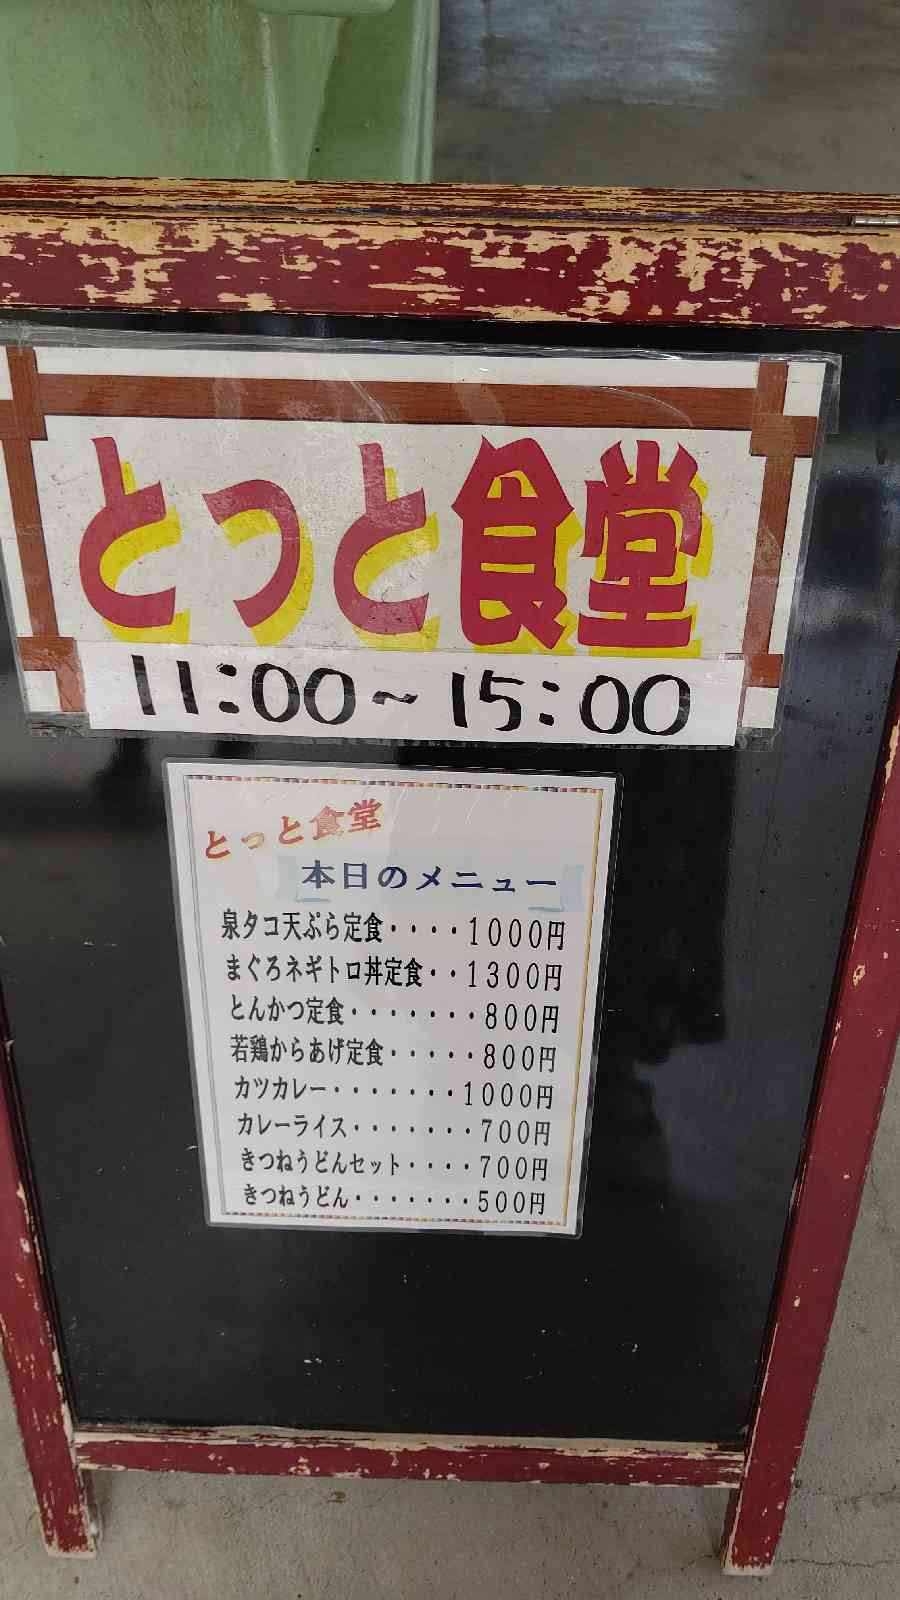 とっと食堂
11:00~15:00
とっと食堂
本日のメニュー
泉タコ天ぷら定食・・・・1000円
まぐろネギトロ丼定食・・1300円
とんかつ定食・・・・・・・800円
若鶏からあげ定食・・・・・800円
カツカレー・・・・・・・1000円
カレーライス・・・・・・・700円
きつねうどんセット・・・・700円
きつねうどん・・・・・・・500円